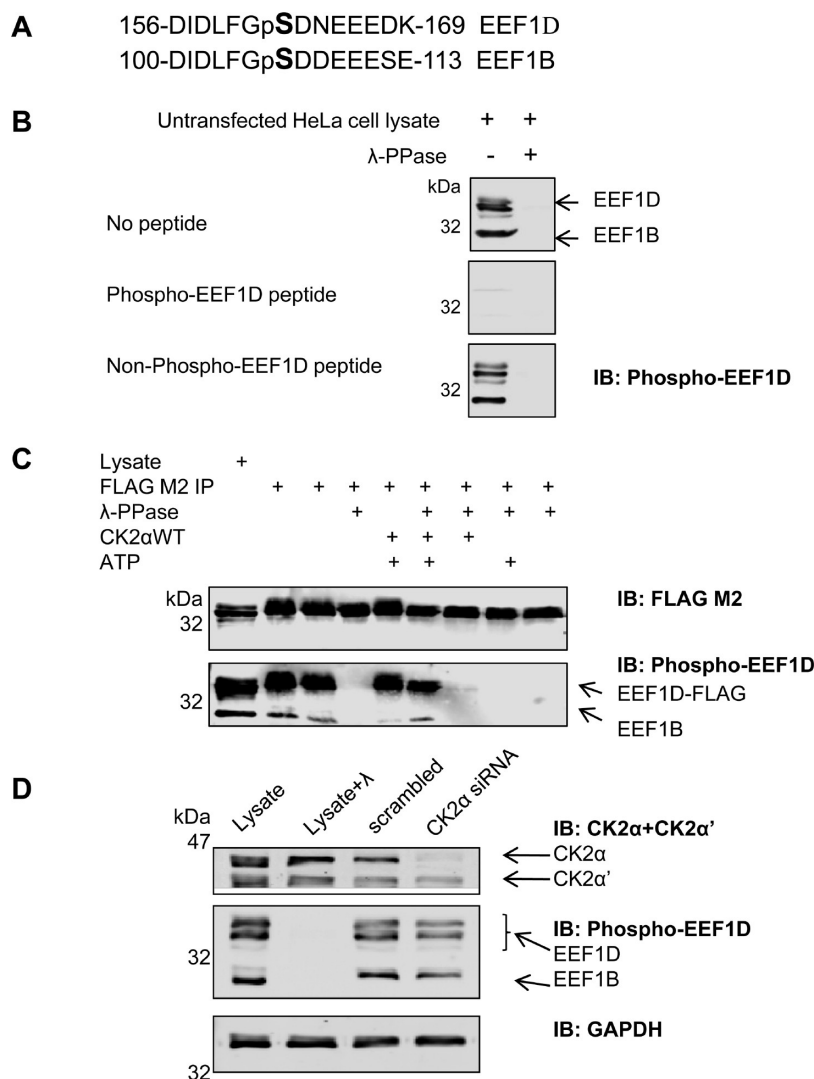 A
156-DIDLFGpSDNEEEDK-169 EEF1D
100-DIDLFGpSDDEEESE-113 EEF1B
B
Untransfected HeLa cell lysate + +
λ-PPase - +
kDa
No peptide 32 EEF1D
EEF1B
Phospho-EEF1D peptide 32
Non-Phospho-EEF1D peptide 32 IB: Phospho-EEF1D
C
Lysate +
FLAG M2 IP + + + + + + + +
λ-PPase + + + + +
CK2αWT + + +
ATP + + +
kDa
32
IB: FLAG M2
IB: Phospho-EEF1D
32
EEF1D-FLAG
EEF1B
D
Lysate Lysate+λ scrambled CK2α siRNA
kDa
47
IB: CK2α+CK2α’
CK2α
CK2α’
IB: Phospho-EEF1D
32
EEF1D
EEF1B
IB: GAPDH
32